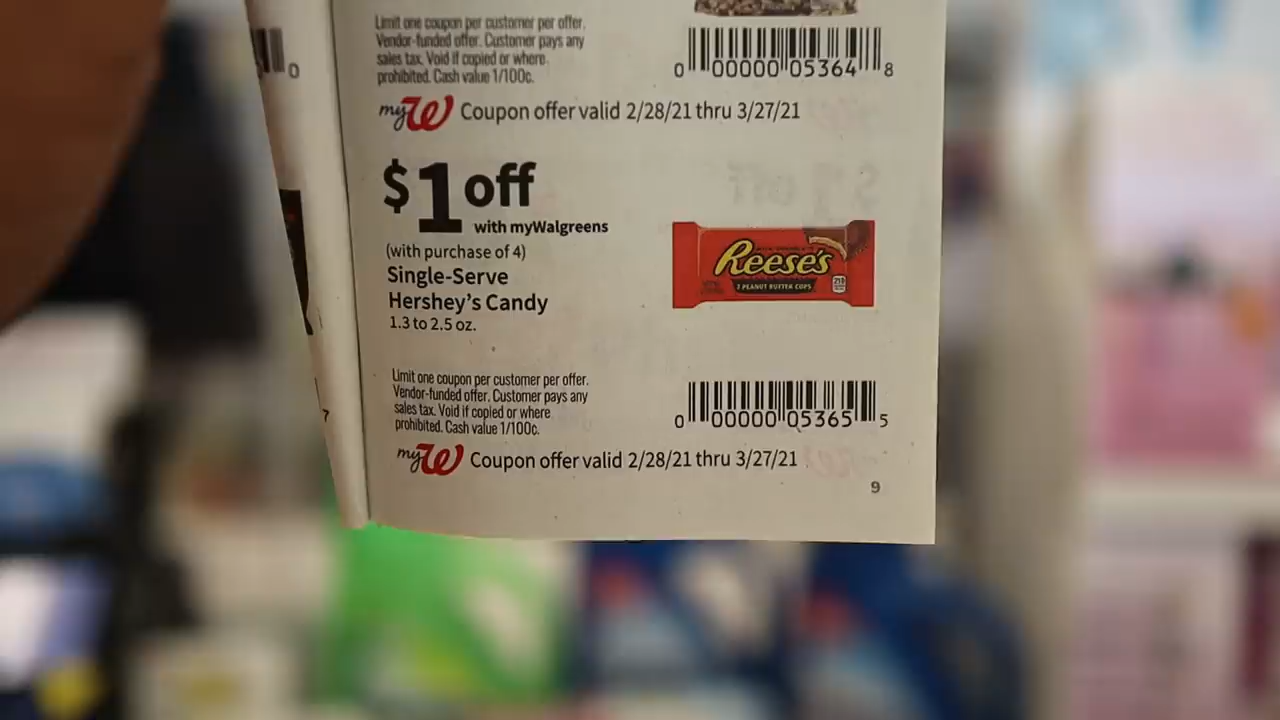 Limit one coupon per customer per offer.
Vendor-funded offer. Customer pays any
sales tax. Void if copied or where
prohibited. Cash value 1/100¢.
0
0 00000 05364 8
myW Coupon offer valid 2/28/21 thru 3/27/21
$1 off
with myWalgreens
(with purchase of 4)
Single-Serve
Hershey's Candy
1.3 to 2.5 oz.
Reese's
2 PEANUT BUTTER CUPS
210
Limit one coupon per customer per offer.
Vendor-funded offer. Customer pays any
sales tax. Void if copied or where
prohibited. Cash value 1/100¢.
7
0 00000 05365 5
myW Coupon offer valid 2/28/21 thru 3/27/21
9